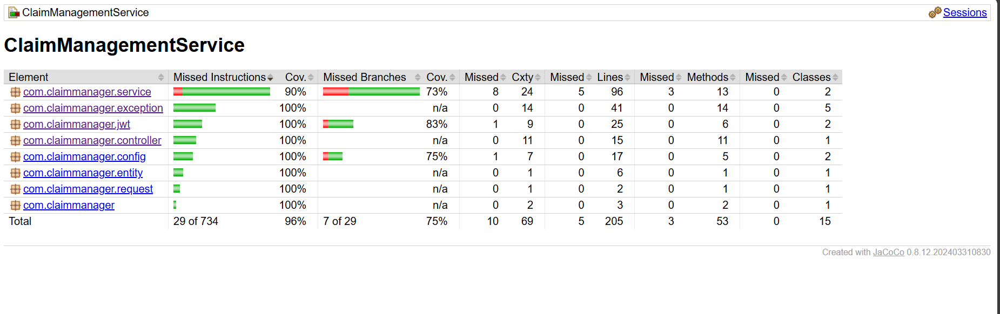 ClaimManagementService Sessions
ClaimManagementService
Element Missed Instructions Cov. Missed Branches Cov. Missed Cxty Missed Lines Missed Methods Missed Classes
com.claimmanager.service 90% 73% 8 24 5 96 3 13 0 2
com.claimmanager.exception 100% n/a 0 14 0 41 0 14 0 5
com.claimmanager.jwt 100% 83% 1 9 0 25 0 6 0 2
com.claimmanager.controller 100% n/a 0 11 0 15 0 11 0 1
com.claimmanager.config 100% 75% 1 7 0 17 0 5 0 2
com.claimmanager.entity 100% n/a 0 1 0 6 0 1 0 1
com.claimmanager.request 100% n/a 0 1 0 2 0 1 0 1
com.claimmanager 100% n/a 0 2 0 3 0 2 0 1
Total 29 of 734 96% 7 of 29 75% 10 69 5 205 3 53 0 15
Created with JaCoCo 0.8.12.202403310830